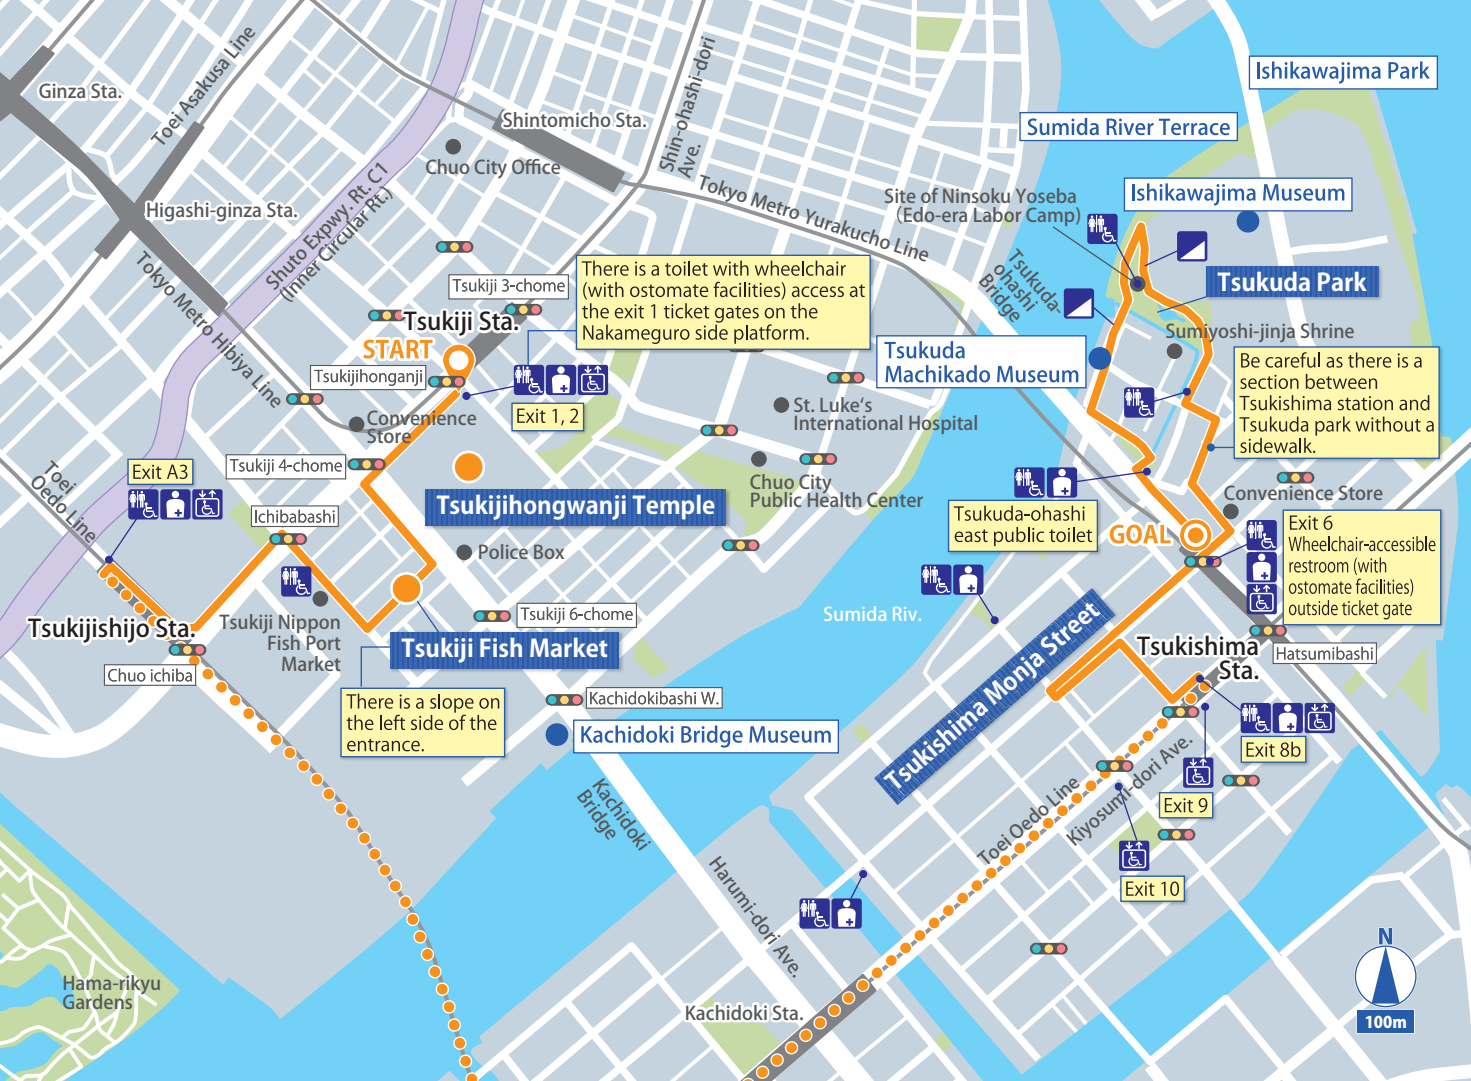 Ginza Sta.
Toei Asakusa Line
Shintomicho Sta.
Shin-ohashi-dori
Ave.
Chuo City Office
Higashi-ginza Sta.
Shuto Expwy. Rt. C1
(Inner Circular Rt.)
Tokyo Metro Yurakucho Line
Tokyo Metro Hibiya Line
Ishikawajima Park
Sumida River Terrace
Ishikawajima Museum
Site of Ninsoku Yoseba
(Edo-era Labor Camp)
Tsukuda-
ohashi
Bridge
Tsukuda Park
Sumiyoshi-jinja Shrine
Tsukuda
Machikado Museum
Be careful as there is a
section between
Tsukishima station and
Tsukuda park without a
sidewalk.
Tsukiji 3-chome
Tsukiji Sta.
START
There is a toilet with wheelchair
(with ostomate facilities) access at
the exit 1 ticket gates on the
Nakameguro side platform.
Tsukijihonganji
Exit 1, 2
Convenience
Store
St. Luke's
International Hospital
Tsukiji 4-chome
Toei
Oedo Line
Exit A3
Chuo City
Public Health Center
Tsukijihongwanji Temple
Ichibabashi
Police Box
Tsukuda-ohashi
east public toilet
GOAL
Convenience Store
Exit 6
Wheelchair-accessible
restroom (with
ostomate facilities)
outside ticket gate
Tsukijishijo Sta.
Tsukiji Nippon
Fish Port
Market
Tsukiji 6-chome
Tsukiji Fish Market
Sumida Riv.
Chuo ichiba
There is a slope on
the left side of the
entrance.
Kachidokibashi W.
Kachidoki Bridge Museum
Kachidoki
Bridge
Tsukishima Monja Street
Tsukishima
Sta.
Hatsumibashi
Exit 8b
Exit 9
Exit 10
Toei Oedo Line
Kiyosumi-dori Ave.
Harumi-dori Ave.
Kachidoki Sta.
Hama-rikyu
Gardens
N
100m